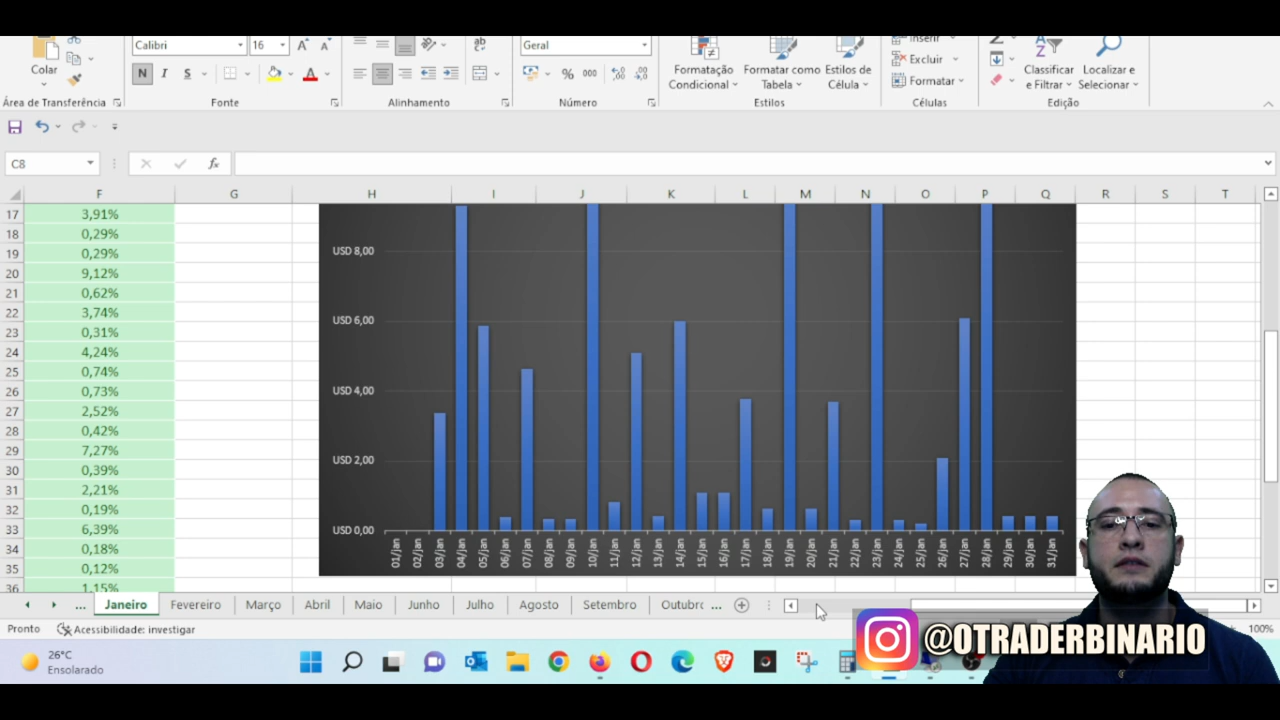 Calibri 16 Geral Inserir
Colar N I S % 000 Formatação Condicional Formatar como Tabela Estilos de Célula Excluir Formatar Classificar e Filtrar Localizar e Selecionar
Área de Transferência Fonte Alinhamento Número Estilos Células Edição
C8 fx
F G H I J K L M N O P Q R S T
17 3,91%
18 0,29%
19 0,29%
20 9,12%
21 0,62%
22 3,74%
23 0,31%
24 4,24%
25 0,74%
26 0,73%
27 2,52%
28 0,42%
29 7,27%
30 0,39%
31 2,21%
32 0,19%
33 6,39%
34 0,18%
35 0,12%
36 1,15%
USD 8,00
USD 6,00
USD 4,00
USD 2,00
USD 0,00
01/jan 02/jan 03/jan 04/jan 05/jan 06/jan 07/jan 08/jan 09/jan 10/jan 11/jan 12/jan 13/jan 14/jan 15/jan 16/jan 17/jan 18/jan 19/jan 20/jan 21/jan 22/jan 23/jan 24/jan 25/jan 26/jan 27/jan 28/jan 29/jan 30/jan 31/jan
... Janeiro Fevereiro Março Abril Maio Junho Julho Agosto Setembro Outubro ...
Pronto Acessibilidade: investigar 100%
@OTRADERBINARIO
26°C
Ensolarado